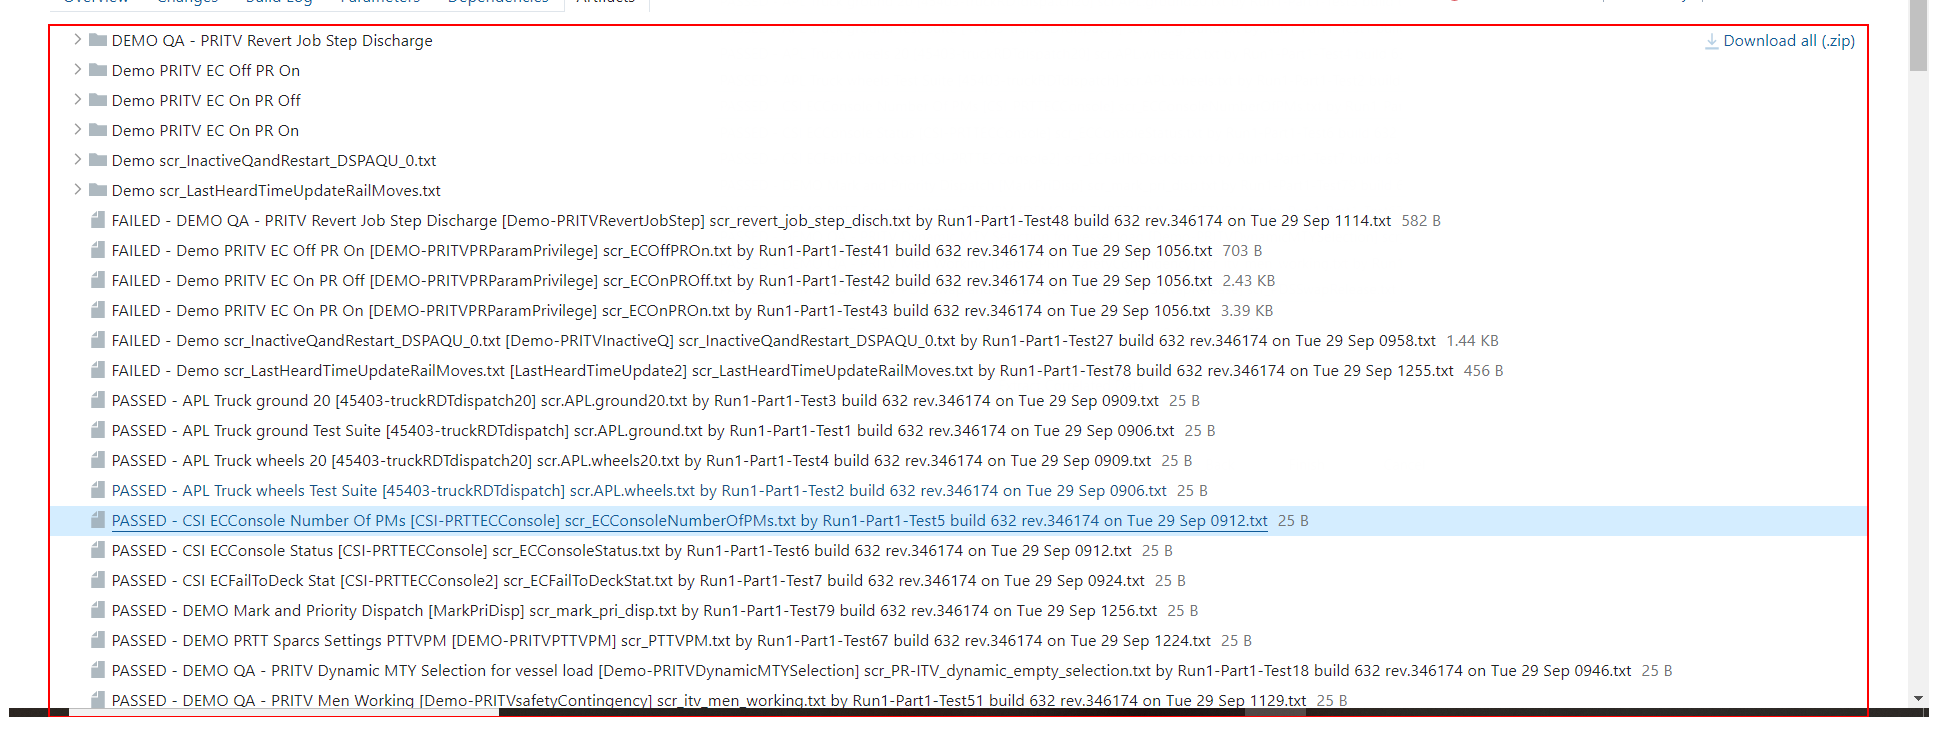 Overview Changes Build Log Parameters Dependencies Artifacts
DEMO QA - PRITV Revert Job Step Discharge
Download all (.zip)
Demo PRITV EC Off PR On
Demo PRITV EC On PR Off
Demo PRITV EC On PR On
Demo scr_InactiveQandRestart_DSPAQU_0.txt
Demo scr_LastHeardTimeUpdateRailMoves.txt
FAILED - DEMO QA - PRITV Revert Job Step Discharge [Demo-PRITVRevertJobStep] scr_revert_job_step_disch.txt by Run1-Part1-Test48 build 632 rev.346174 on Tue 29 Sep 1114.txt 582 B
FAILED - Demo PRITV EC Off PR On [DEMO-PRITVPRParamPrivilege] scr_ECOffPROn.txt by Run1-Part1-Test41 build 632 rev.346174 on Tue 29 Sep 1056.txt 703 B
FAILED - Demo PRITV EC On PR Off [DEMO-PRITVPRParamPrivilege] scr_ECOnPROff.txt by Run1-Part1-Test42 build 632 rev.346174 on Tue 29 Sep 1056.txt 2.43 KB
FAILED - Demo PRITV EC On PR On [DEMO-PRITVPRParamPrivilege] scr_ECOnPROn.txt by Run1-Part1-Test43 build 632 rev.346174 on Tue 29 Sep 1056.txt 3.39 KB
FAILED - Demo scr_InactiveQandRestart_DSPAQU_0.txt [Demo-PRITVInactiveQ] scr_InactiveQandRestart_DSPAQU_0.txt by Run1-Part1-Test27 build 632 rev.346174 on Tue 29 Sep 0958.txt 1.44 KB
FAILED - Demo scr_LastHeardTimeUpdateRailMoves.txt [LastHeardTimeUpdate2] scr_LastHeardTimeUpdateRailMoves.txt by Run1-Part1-Test78 build 632 rev.346174 on Tue 29 Sep 1255.txt 456 B
PASSED - APL Truck ground 20 [45403-truckRDTdispatch20] scr.APL.ground20.txt by Run1-Part1-Test3 build 632 rev.346174 on Tue 29 Sep 0909.txt 25 B
PASSED - APL Truck ground Test Suite [45403-truckRDTdispatch] scr.APL.ground.txt by Run1-Part1-Test1 build 632 rev.346174 on Tue 29 Sep 0906.txt 25 B
PASSED - APL Truck wheels 20 [45403-truckRDTdispatch20] scr.APL.wheels20.txt by Run1-Part1-Test4 build 632 rev.346174 on Tue 29 Sep 0909.txt 25 B
PASSED - APL Truck wheels Test Suite [45403-truckRDTdispatch] scr.APL.wheels.txt by Run1-Part1-Test2 build 632 rev.346174 on Tue 29 Sep 0906.txt 25 B
PASSED - CSI ECConsole Number Of PMs [CSI-PRTTECConsole] scr_ECConsoleNumberOfPMs.txt by Run1-Part1-Test5 build 632 rev.346174 on Tue 29 Sep 0912.txt 25 B
PASSED - CSI ECConsole Status [CSI-PRTTECConsole] scr_ECConsoleStatus.txt by Run1-Part1-Test6 build 632 rev.346174 on Tue 29 Sep 0912.txt 25 B
PASSED - CSI ECFailToDeck Stat [CSI-PRTTECConsole2] scr_ECFailToDeckStat.txt by Run1-Part1-Test7 build 632 rev.346174 on Tue 29 Sep 0924.txt 25 B
PASSED - DEMO Mark and Priority Dispatch [MarkPriDisp] scr_mark_pri_disp.txt by Run1-Part1-Test79 build 632 rev.346174 on Tue 29 Sep 1256.txt 25 B
PASSED - DEMO PRTT Sparcs Settings PTTVPM [DEMO-PRITVPTTVPM] scr_PTTVPM.txt by Run1-Part1-Test67 build 632 rev.346174 on Tue 29 Sep 1224.txt 25 B
PASSED - DEMO QA - PRITV Dynamic MTY Selection for vessel load [Demo-PRITVDynamicMTYSelection] scr_PR-ITV_dynamic_empty_selection.txt by Run1-Part1-Test18 build 632 rev.346174 on Tue 29 Sep 0946.txt 25 B
PASSED - DEMO QA - PRITV Men Working [Demo-PRITVsafetyContingency] scr_itv_men_working.txt by Run1-Part1-Test51 build 632 rev.346174 on Tue 29 Sep 1129.txt 25 B